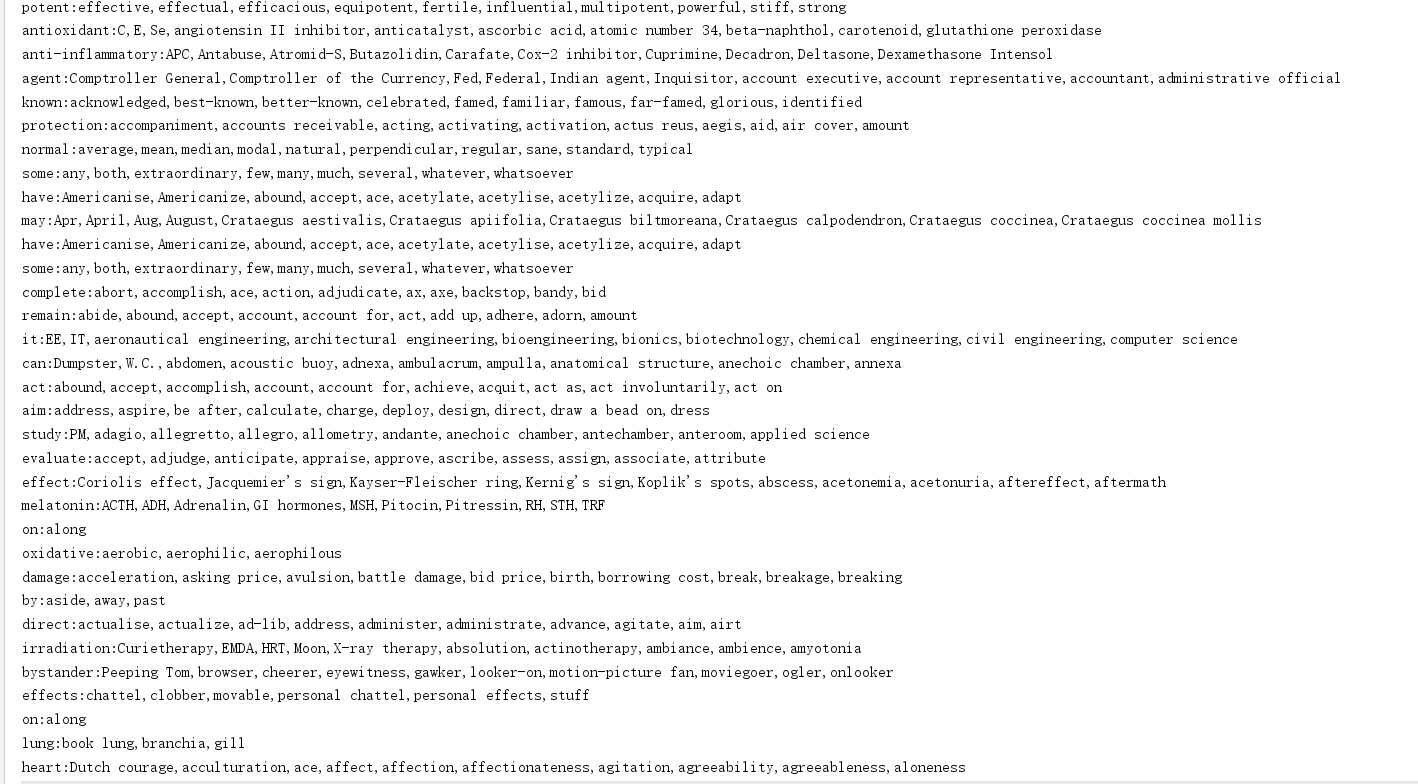 potent:effective,effectual,efficacious,equipotent,fertile,influential,multipotent,powerful,stiff,strong
antioxidant:C,E,Se,angiotensin II inhibitor,anticatalyst,ascorbic acid,atomic number 34,beta-naphthol,carotenoid,glutathione peroxidase
anti-inflammatory:APC,Antabuse,Atromid-S,Butazolidin,Carafate,Cox-2 inhibitor,Cuprimine,Decadron,Deltasone,Dexamethasone Intensol
agent:Comptroller General,Comptroller of the Currency,Fed,Federal,Indian agent,Inquisitor,account executive,account representative,accountant,administrative official
known:acknowledged,best-known,better-known,celebrated,famed,familiar,famous,far-famed,glorious,identified
protection:accompaniment,accounts receivable,acting,activating,activation,actus reus,aegis,aid,air cover,amount
normal:average,mean,median,modal,natural,perpendicular,regular,sane,standard,typical
some:any,both,extraordinary,few,many,much,several,whatever,whatsoever
have:Americanise,Americanize,abound,accept,ace,acetylate,acetylise,acetylize,acquire,adapt
may:Apr,April,Aug,August,Crataegus aestivalis,Crataegus apiifolia,Crataegus biltmoreana,Crataegus calpodendron,Crataegus coccinea,Crataegus coccinea mollis
have:Americanise,Americanize,abound,accept,ace,acetylate,acetylise,acetylize,acquire,adapt
some:any,both,extraordinary,few,many,much,several,whatever,whatsoever
complete:abort,accomplish,ace,action,adjudicate,ax,axe,backstop,bandy,bid
remain:abide,abound,accept,account,account for,act,add up,adhere,adorn,amount
it:EE,IT,aeronautical engineering,architectural engineering,bioengineering,bionics,biotechnology,chemical engineering,civil engineering,computer science
can:Dumpster,W.C.,abdomen,acoustic buoy,adnexa,ambulacrum,ampulla,anatomical structure,anechoic chamber,annexa
act:abound,accept,accomplish,account,account for,achieve,acquit,act as,act involuntarily,act on
aim:address,aspire,be after,calculate,charge,deploy,design,direct,draw a bead on,dress
study:PM,adagio,allegretto,allegro,allometry,andante,anechoic chamber,antechamber,anteroom,applied science
evaluate:accept,adjudge,anticipate,appraise,approve,ascribe,assess,assign,associate,attribute
effect:Coriolis effect,Jacquemier's sign,Kayser-Fleischer ring,Kernig's sign,Koplik's spots,abscess,acetonemia,acetonuria,aftereffect,aftermath
melatonin:ACTH,ADH,Adrenalin,GI hormones,MSH,Pitocin,Pitressin,RH,STH,TRF
on:along
oxidative:aerobic,aerophilic,aerophilous
damage:acceleration,asking price,avulsion,battle damage,bid price,birth,borrowing cost,break,breakage,breaking
by:aside,away,past
direct:actualise,actualize,ad-lib,address,administer,administrate,advance,agitate,aim,airt
irradiation:Curietherapy,EMDA,HRT,Moon,X-ray therapy,absolution,actinotherapy,ambiance,ambience,amyotonia
bystander:Peeping Tom,browser,cheerer,eyewitness,gawker,looker-on,motion-picture fan,moviegoer,ogler,onlooker
effects:chattel,clobber,movable,personal chattel,personal effects,stuff
on:along
lung:book lung,branchia,gill
heart:Dutch courage,acculturation,ace,affect,affection,affectionateness,agitation,agreeability,agreeableness,aloneness